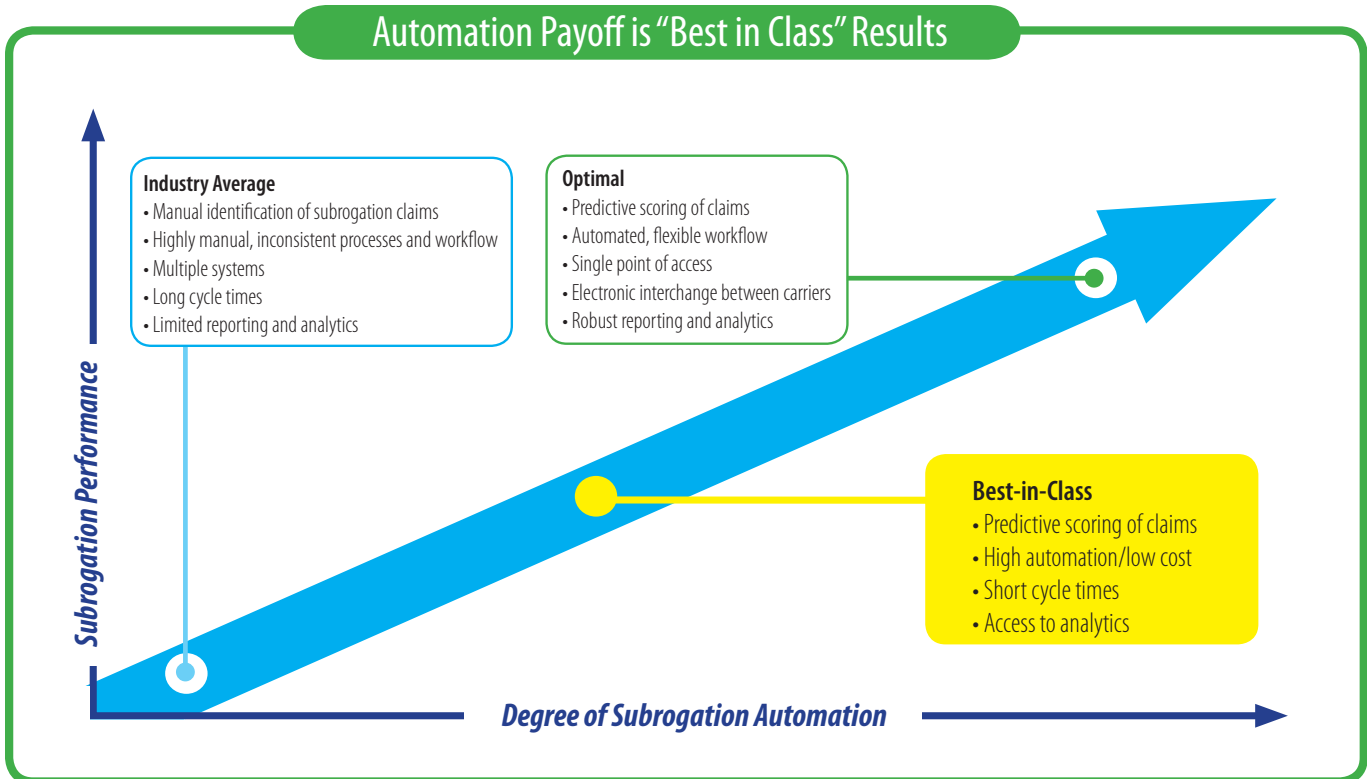 Automation Payoff is “Best in Class” Results
Industry Average
• Manual identification of subrogation claims
• Highly manual, inconsistent processes and workflow
• Multiple systems
• Long cycle times
• Limited reporting and analytics
Optimal
• Predictive scoring of claims
• Automated, flexible workflow
• Single point of access
• Electronic interchange between carriers
• Robust reporting and analytics
Subrogation Performance
Best-in-Class
• Predictive scoring of claims
• High automation/low cost
• Short cycle times
• Access to analytics
Degree of Subrogation Automation